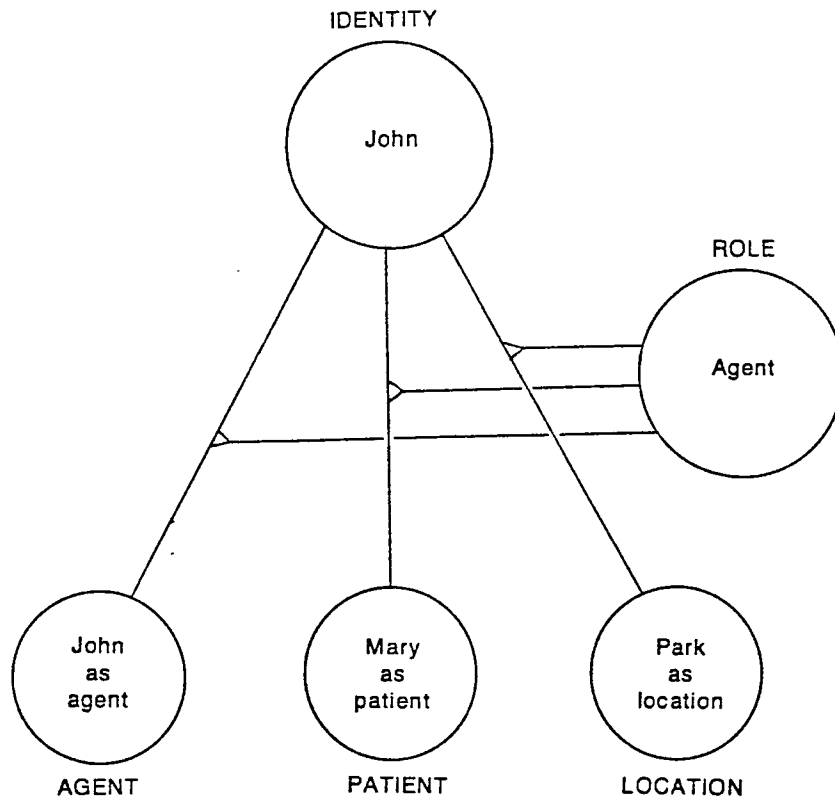 IDENTITY
John
ROLE
Agent
John
as
agent
Mary
as
patient
Park
as
location
AGENT
PATIENT
LOCATION